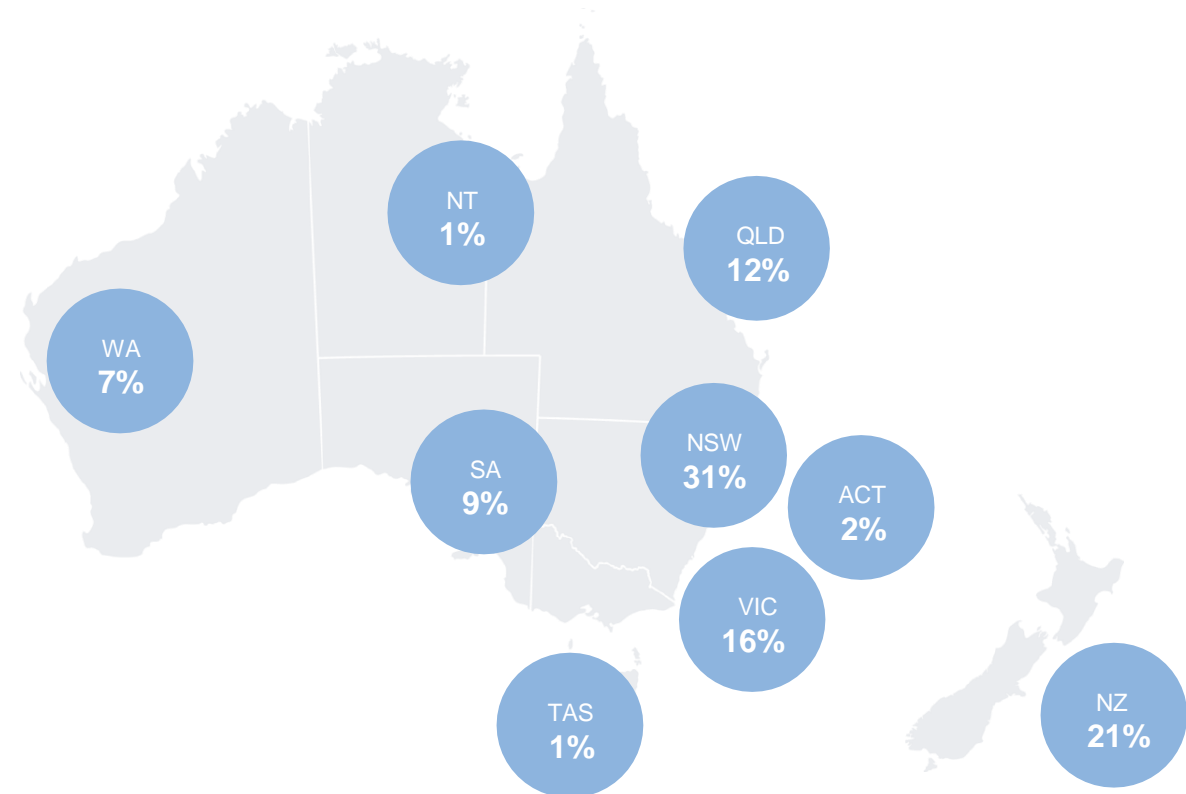 NT
1%
QLD
12%
WA
7%
NSW
31%
SA
9%
ACT
2%
VIC
16%
TAS
1%
NZ
21%